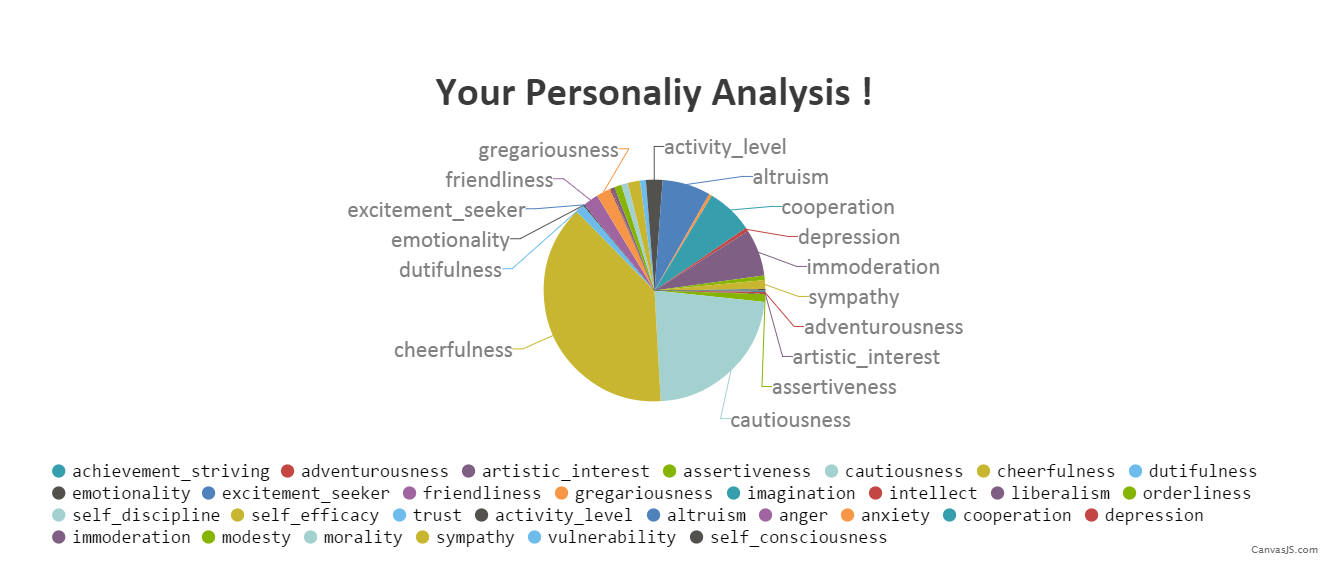 Your Personaliy Analysis !
gregariousness
activity_level
friendliness
altruism
excitement_seeker
cooperation
emotionality
depression
dutifulness
immoderation
sympathy
adventurousness
cheerfulness
artistic_interest
assertiveness
cautiousness
achievement_striving adventurousness artistic_interest assertiveness cautiousness cheerfulness dutifulness
emotionality excitement_seeker friendliness gregariousness imagination intellect liberalism orderliness
self_discipline self_efficacy trust activity_level altruism anger anxiety cooperation depression
immoderation modesty morality sympathy vulnerability self_consciousness
CanvasJS.com